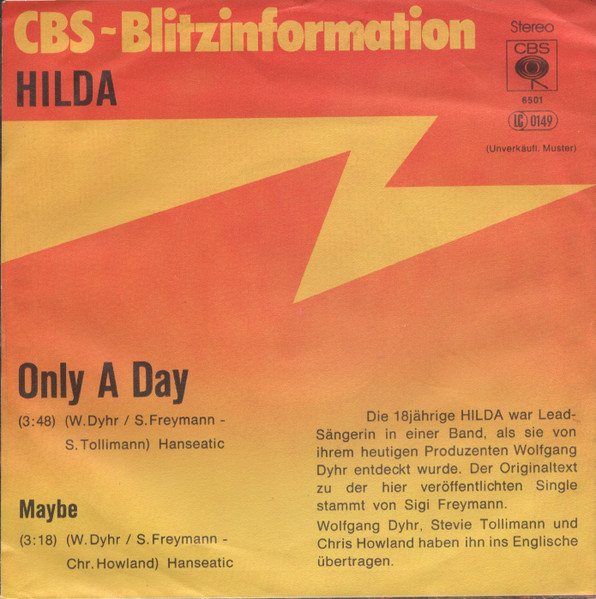 CBS~Blitzinformation
HILDA
Stereo
CBS
6501
LC 0149
(Unverkäufl. Muster)
Only A Day
(3:48) (W. Dyhr / S. Freymann -
S. Tollimann) Hanseatic
Maybe
(3:18) (W. Dyhr / S. Freymann -
Chr. Howland) Hanseatic
Die 18jährige HILDA war Lead-
Sängerin in einer Band, als sie von
ihrem heutigen Produzenten Wolfgang
Dyhr entdeckt wurde. Der Originaltext
zu der hier veröffentlichten Single
stammt von Sigi Freymann.
Wolfgang Dyhr, Stevie Tollimann und
Chris Howland haben ihn ins Englische
übertragen.